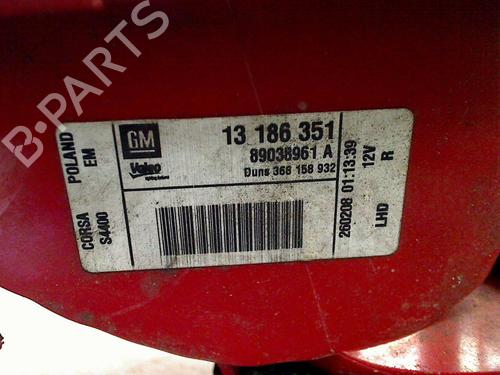 B-PARTS
GM
13 186 351
89038961 A
Valeo
Duns 366 158 932
POLAND
EM
CORSA
S4400
260208 01:13:39
12V
R
LHD